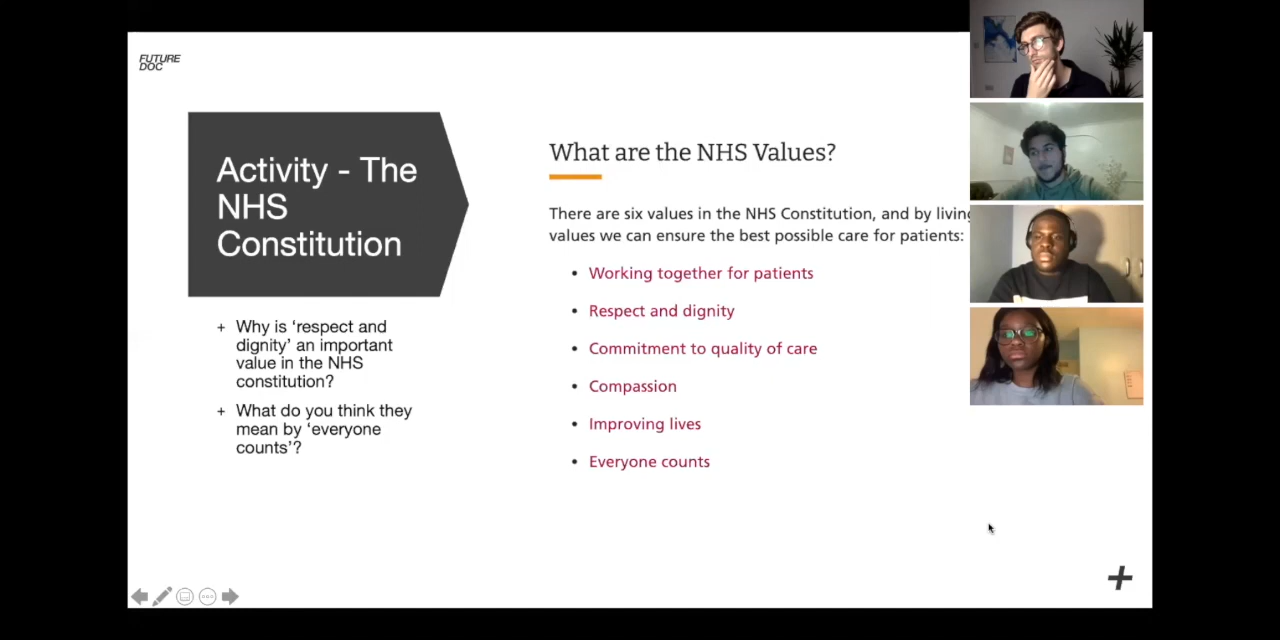 FUTURE
DOC
Activity - The
NHS
Constitution
+ Why is ‘respect and
dignity’ an important
value in the NHS
constitution?
+ What do you think they
mean by ‘everyone
counts’?
What are the NHS Values?
There are six values in the NHS Constitution, and by living
values we can ensure the best possible care for patients:
• Working together for patients
• Respect and dignity
• Commitment to quality of care
• Compassion
• Improving lives
• Everyone counts